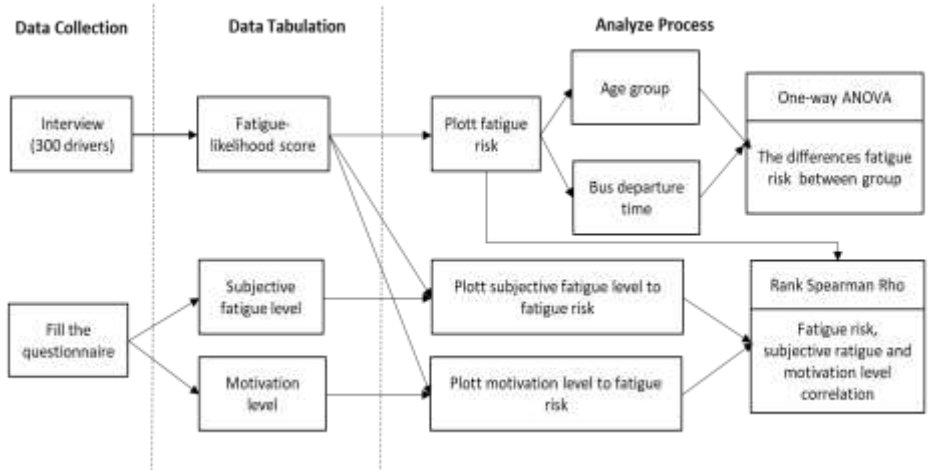 Data Collection
Data Tabulation
Analyze Process
Interview
(300 drivers)
Fatigue-
likelihood score
Plott fatigue
risk
Age group
Bus departure
time
One-way ANOVA
The differences fatigue
risk between group
Fill the
questionnaire
Subjective
fatigue level
Motivation
level
Plott subjective fatigue level to
fatigue risk
Plott motivation level to fatigue
risk
Rank Spearman Rho
Fatigue risk,
subjective ratigue and
motivation level
correlation